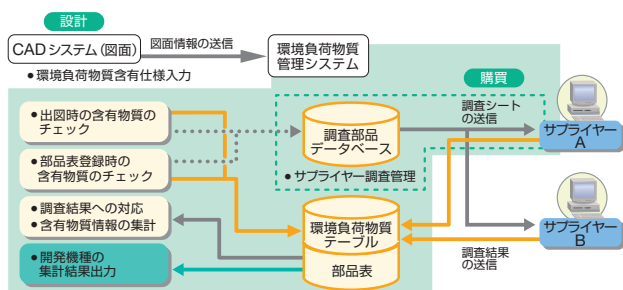 設計
CADシステム(図面)
図面情報の送信
環境負荷物質
管理システム
●環境負荷物質含有仕様入力
購買
●出図時の含有物質の
チェック
調査シート
の送信
調査部品
データベース
サプライヤー
A
●部品表登録時の
含有物質のチェック
●サプライヤー調査管理
●調査結果への対応
●含有物質情報の集計
環境負荷物質
テーブル
サプライヤー
B
●開発機種の
集計結果出力
部品表
調査結果
の送信